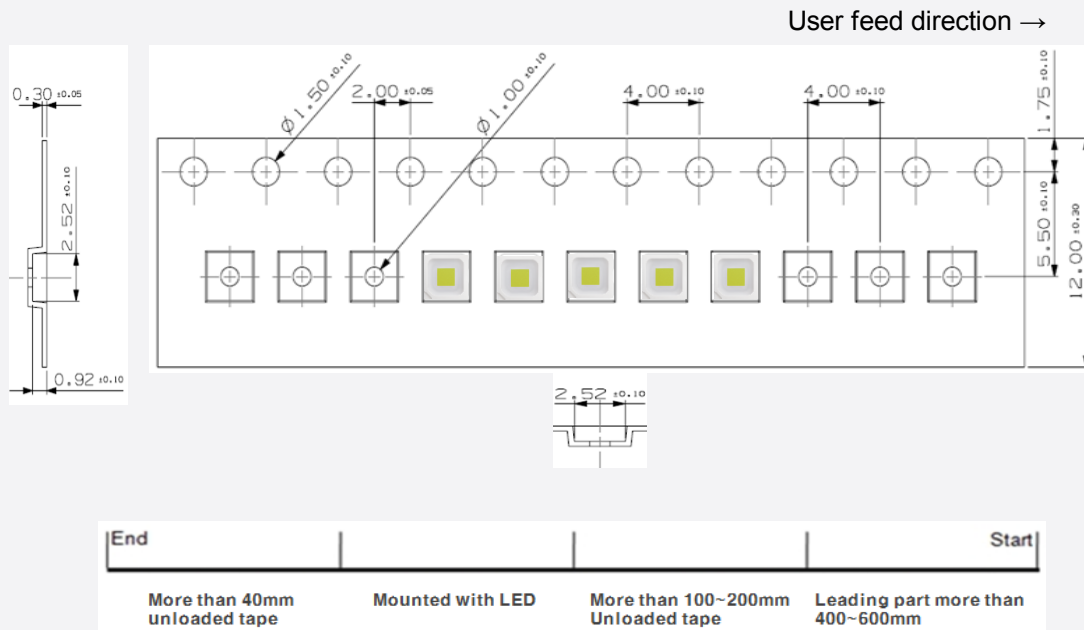 User feed direction →
0.30 ±0.05
Ø1.50 ±0.10
2.00 ±0.05
Ø1.00 ±0.10
4.00 ±0.10
4.00 ±0.10
1.75 ±0.10
2.52 ±0.10
5.50 ±0.10
12.00 ±0.30
0.92 ±0.10
2.52 ±0.10
End
Start
More than 40mm
unloaded tape
Mounted with LED
More than 100~200mm
Unloaded tape
Leading part more than
400~600mm